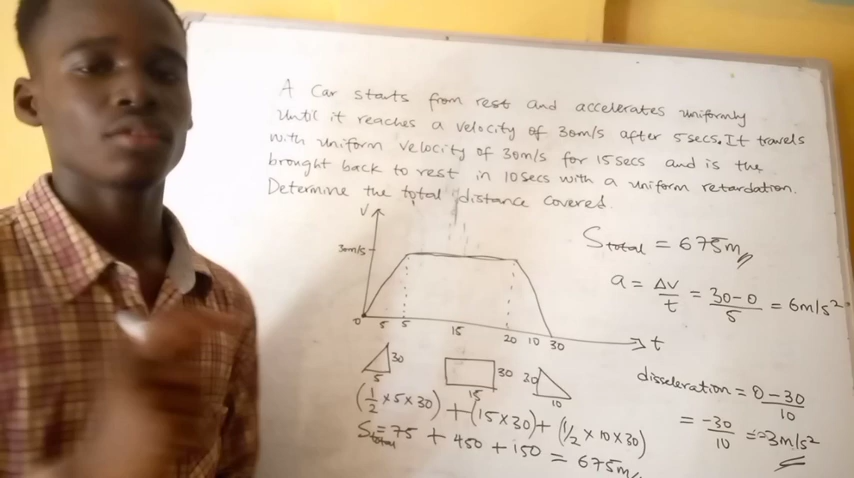 A Car starts from rest and accelerates uniformly
Until it reaches a velocity of 30m/s after 5secs. It travels
with uniform velocity of 30m/s for 15secs and is the
brought back to rest in 10secs with a uniform retardation.
Determine the total distance covered.
V
30m/s
0 5 5 15 20 10 30 t
30
5
30
15
30
10
(1/2 x 5 x 30) + (15 x 30) + (1/2 x 10 x 30)
Stotal = 75 + 450 + 150 = 675m
Stotal = 675m
a = ΔV/t = 30-0/5 = 6m/s²
disseleration = 0-30/10
= -30/10 = -3m/s²